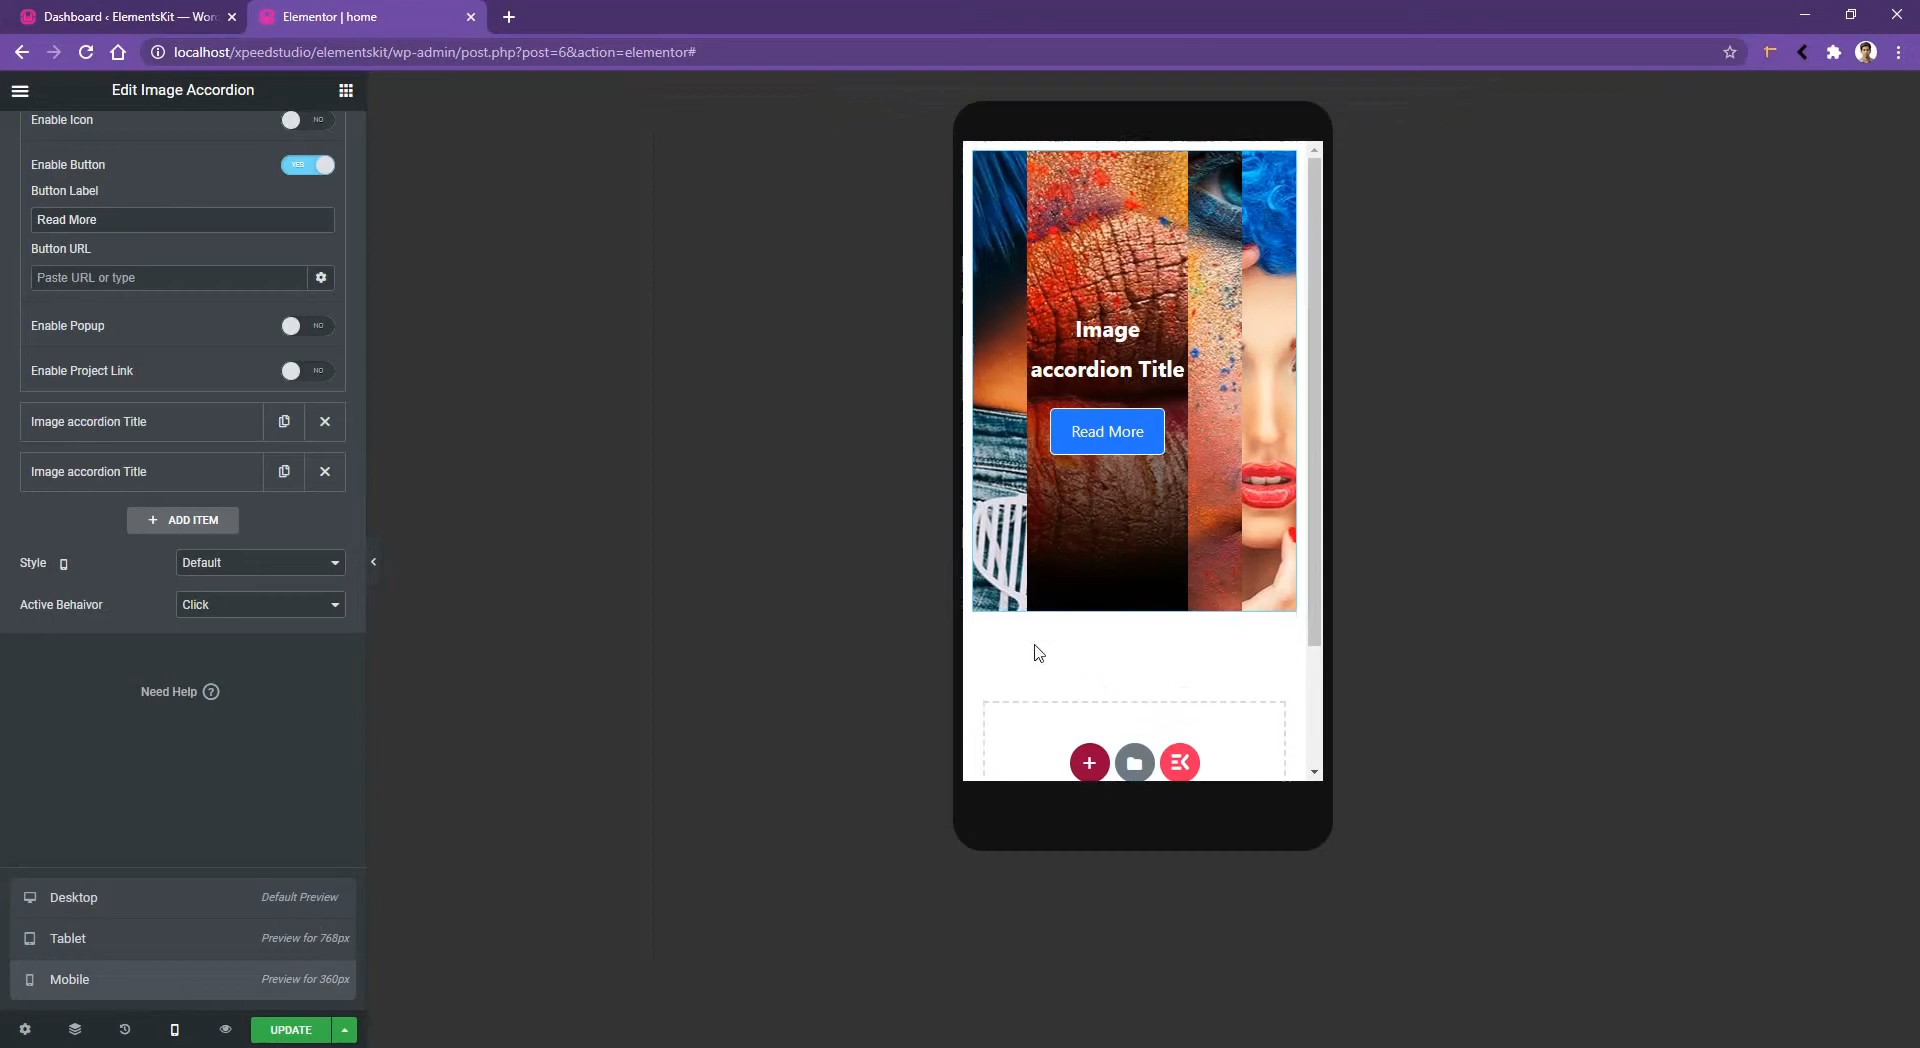 Dashboard ‹ ElementsKit — Wor
Elementor | home
localhost/xpeedstudio/elementskit/wp-admin/post.php?post=6&action=elementor#
Edit Image Accordion
Enable Icon
NO
Enable Button
YES
Button Label
Read More
Button URL
Paste URL or type
Enable Popup
NO
Enable Project Link
NO
Image accordion Title
Image accordion Title
ADD ITEM
Style
Default
Active Behaivor
Click
Need Help
Desktop
Default Preview
Tablet
Preview for 768px
Mobile
Preview for 360px
UPDATE
Image
accordion Title
Read More